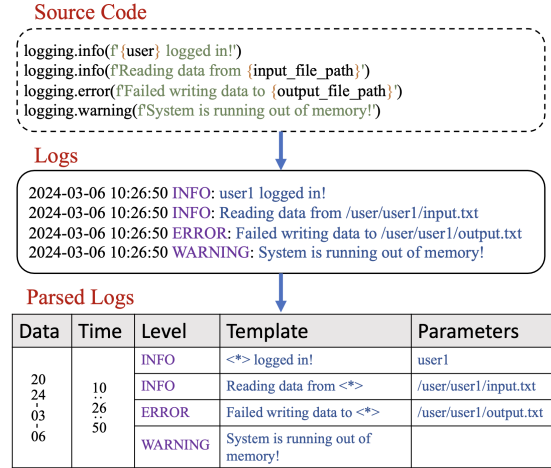 Source Code
logging.info(f'{user} logged in!')
logging.info(f'Reading data from {input_file_path}')
logging.error(f'Failed writing data to {output_file_path}')
logging.warning(f'System is running out of memory!')
Logs
2024-03-06 10:26:50 INFO: user1 logged in!
2024-03-06 10:26:50 INFO: Reading data from /user/user1/input.txt
2024-03-06 10:26:50 ERROR: Failed writing data to /user/user1/output.txt
2024-03-06 10:26:50 WARNING: System is running out of memory!
Parsed Logs
Data Time Level Template Parameters
2024-03-06
10:26:50
INFO <*> logged in! user1
INFO Reading data from <*> /user/user1/input.txt
ERROR Failed writing data to <*> /user/user1/output.txt
WARNING System is running out of
memory!